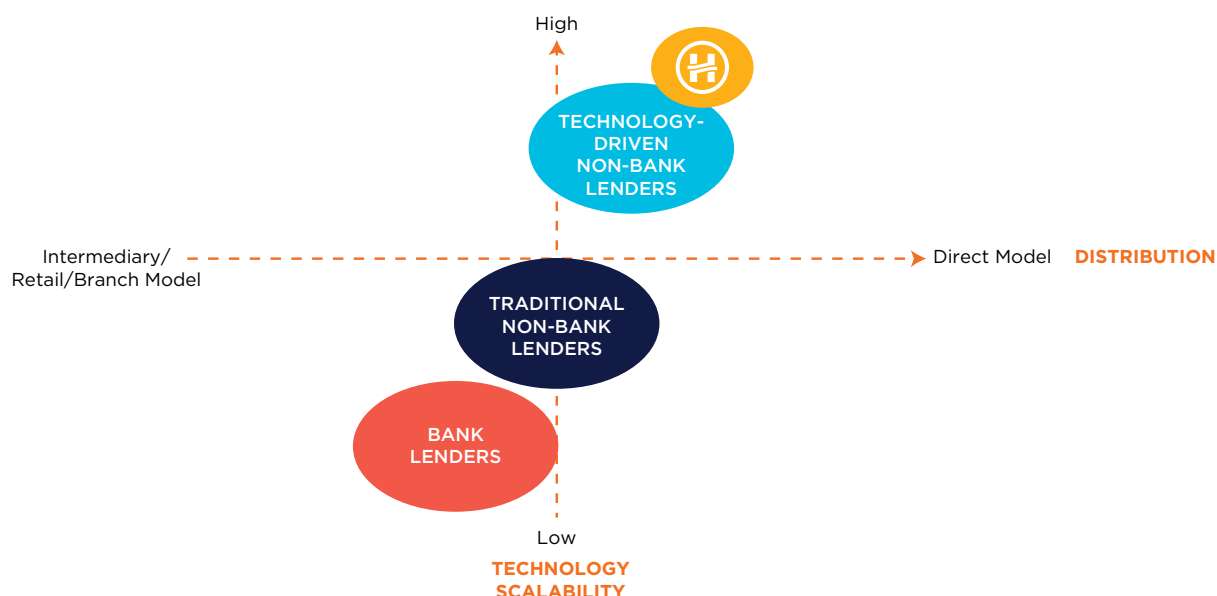 High
H
TECHNOLOGY-
DRIVEN
NON-BANK
LENDERS
Intermediary/
Retail/Branch Model
Direct Model
DISTRIBUTION
TRADITIONAL
NON-BANK
LENDERS
BANK
LENDERS
Low
TECHNOLOGY
SCALABILITY